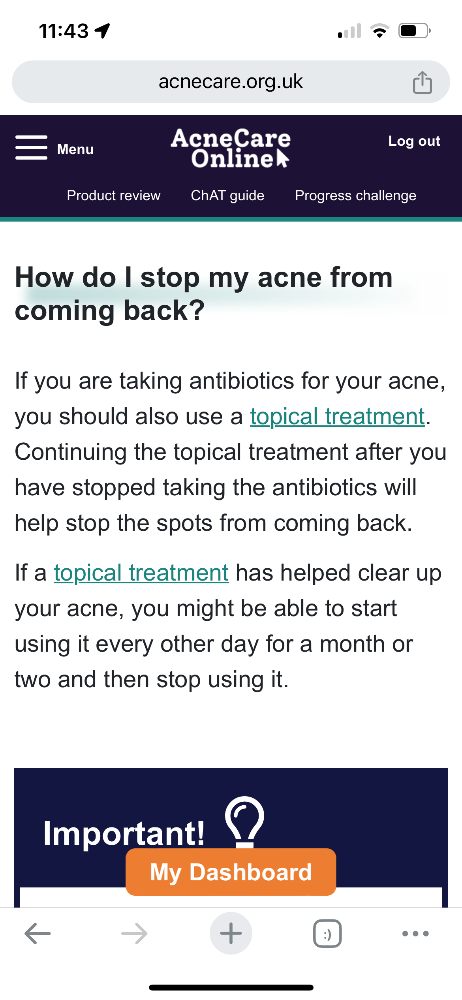 11:43
acnecare.org.uk
Menu
AcneCare
Online
Log out
Product review ChAT guide Progress challenge
How do I stop my acne from
coming back?
If you are taking antibiotics for your acne,
you should also use a topical treatment.
Continuing the topical treatment after you
have stopped taking the antibiotics will
help stop the spots from coming back.
If a topical treatment has helped clear up
your acne, you might be able to start
using it every other day for a month or
two and then stop using it.
Important!
My Dashboard
:)